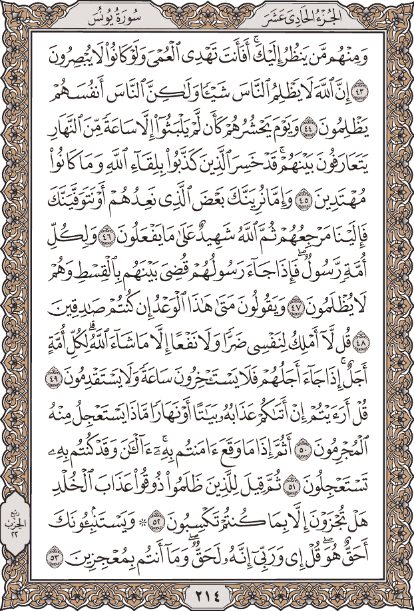 الجزء الحادي عشر
سورة يونس
وَمِنْهُم مَّن يَنظُرُ إِلَيْكَ ۚ أَفَأَنتَ تَهْدِى ٱلْعُمْىَ وَلَوْ كَانُوا۟ لَا يُبْصِرُونَ
٤٣ إِنَّ ٱللَّهَ لَا يَظْلِمُ ٱلنَّاسَ شَيْـًٔا وَلَـٰكِنَّ ٱلنَّاسَ أَنفُسَهُمْ
يَظْلِمُونَ ٤٤ وَيَوْمَ يَحْشُرُهُمْ كَأَن لَّمْ يَلْبَثُوٓا۟ إِلَّا سَاعَةً مِّنَ ٱلنَّهَارِ
يَتَعَارَفُونَ بَيْنَهُمْ ۚ قَدْ خَسِرَ ٱلَّذِينَ كَذَّبُوا۟ بِلِقَآءِ ٱللَّهِ وَمَا كَانُوا۟
مُهْتَدِينَ ٤٥ وَإِمَّا نُرِيَنَّكَ بَعْضَ ٱلَّذِى نَعِدُهُمْ أَوْ نَتَوَفَّيَنَّكَ
فَإِلَيْنَا مَرْجِعُهُمْ ثُمَّ ٱللَّهُ شَهِيدٌ عَلَىٰ مَا يَفْعَلُونَ ٤٦ وَلِكُلِّ
أُمَّةٍ رَّسُولٌ ۖ فَإِذَا جَآءَ رَسُولُهُمْ قُضِىَ بَيْنَهُم بِٱلْقِسْطِ وَهُمْ
لَا يُظْلَمُونَ ٤٧ وَيَقُولُونَ مَتَىٰ هَـٰذَا ٱلْوَعْدُ إِن كُنتُمْ صَـٰدِقِينَ
٤٨ قُل لَّآ أَمْلِكُ لِنَفْسِى ضَرًّا وَلَا نَفْعًا إِلَّا مَا شَآءَ ٱللَّهُ ۗ لِكُلِّ أُمَّةٍ
أَجَلٌ ۚ إِذَا جَآءَ أَجَلُهُمْ فَلَا يَسْتَـْٔخِرُونَ سَاعَةً وَلَا يَسْتَقْدِمُونَ ٤٩
قُلْ أَرَءَيْتُمْ إِنْ أَتَىٰكُمْ عَذَابُهُۥ بَيَـٰتًا أَوْ نَهَارًا مَّاذَا يَسْتَعْجِلُ مِنْهُ
ٱلْمُجْرِمُونَ ٥٠ أَثُمَّ إِذَا مَا وَقَعَ ءَامَنتُم بِهِۦٓ ۚ ءَآلْـَٔـٰنَ وَقَدْ كُنتُم بِهِۦ
تَسْتَعْجِلُونَ ٥١ ثُمَّ قِيلَ لِلَّذِينَ ظَلَمُوا۟ ذُوقُوا۟ عَذَابَ ٱلْخُلْدِ
هَلْ تُجْزَوْنَ إِلَّا بِمَا كُنتُمْ تَكْسِبُونَ ٥٢ ۞ وَيَسْتَنۢبِـُٔونَكَ
أَحَقٌّ هُوَ ۖ قُلْ إِى وَرَبِّىٓ إِنَّهُۥ لَحَقٌّ ۖ وَمَآ أَنتُم بِمُعْجِزِينَ ٥٣
ربع
الحزب
٢٢
٢١٤